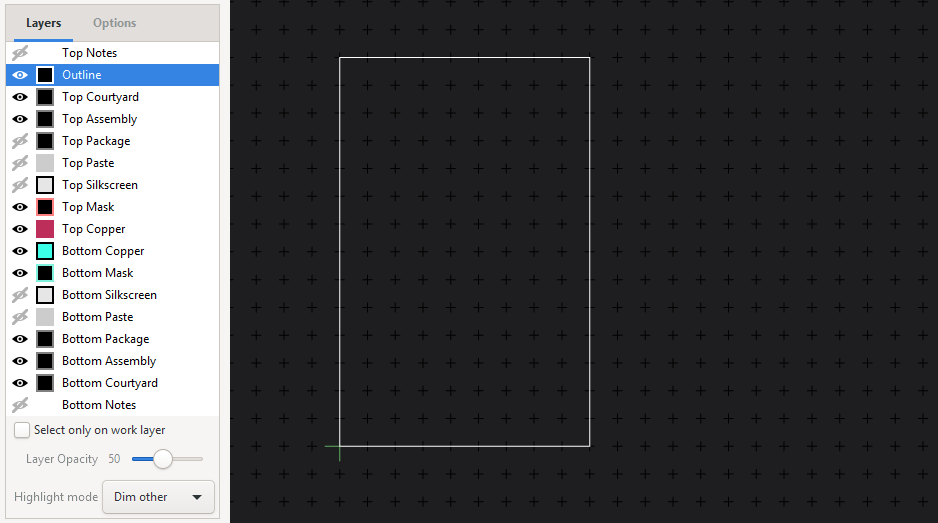 Layers Options
Top Notes
Outline
Top Courtyard
Top Assembly
Top Package
Top Paste
Top Silkscreen
Top Mask
Top Copper
Bottom Copper
Bottom Mask
Bottom Silkscreen
Bottom Paste
Bottom Package
Bottom Assembly
Bottom Courtyard
Bottom Notes
Select only on work layer
Layer Opacity 50
Highlight mode Dim other